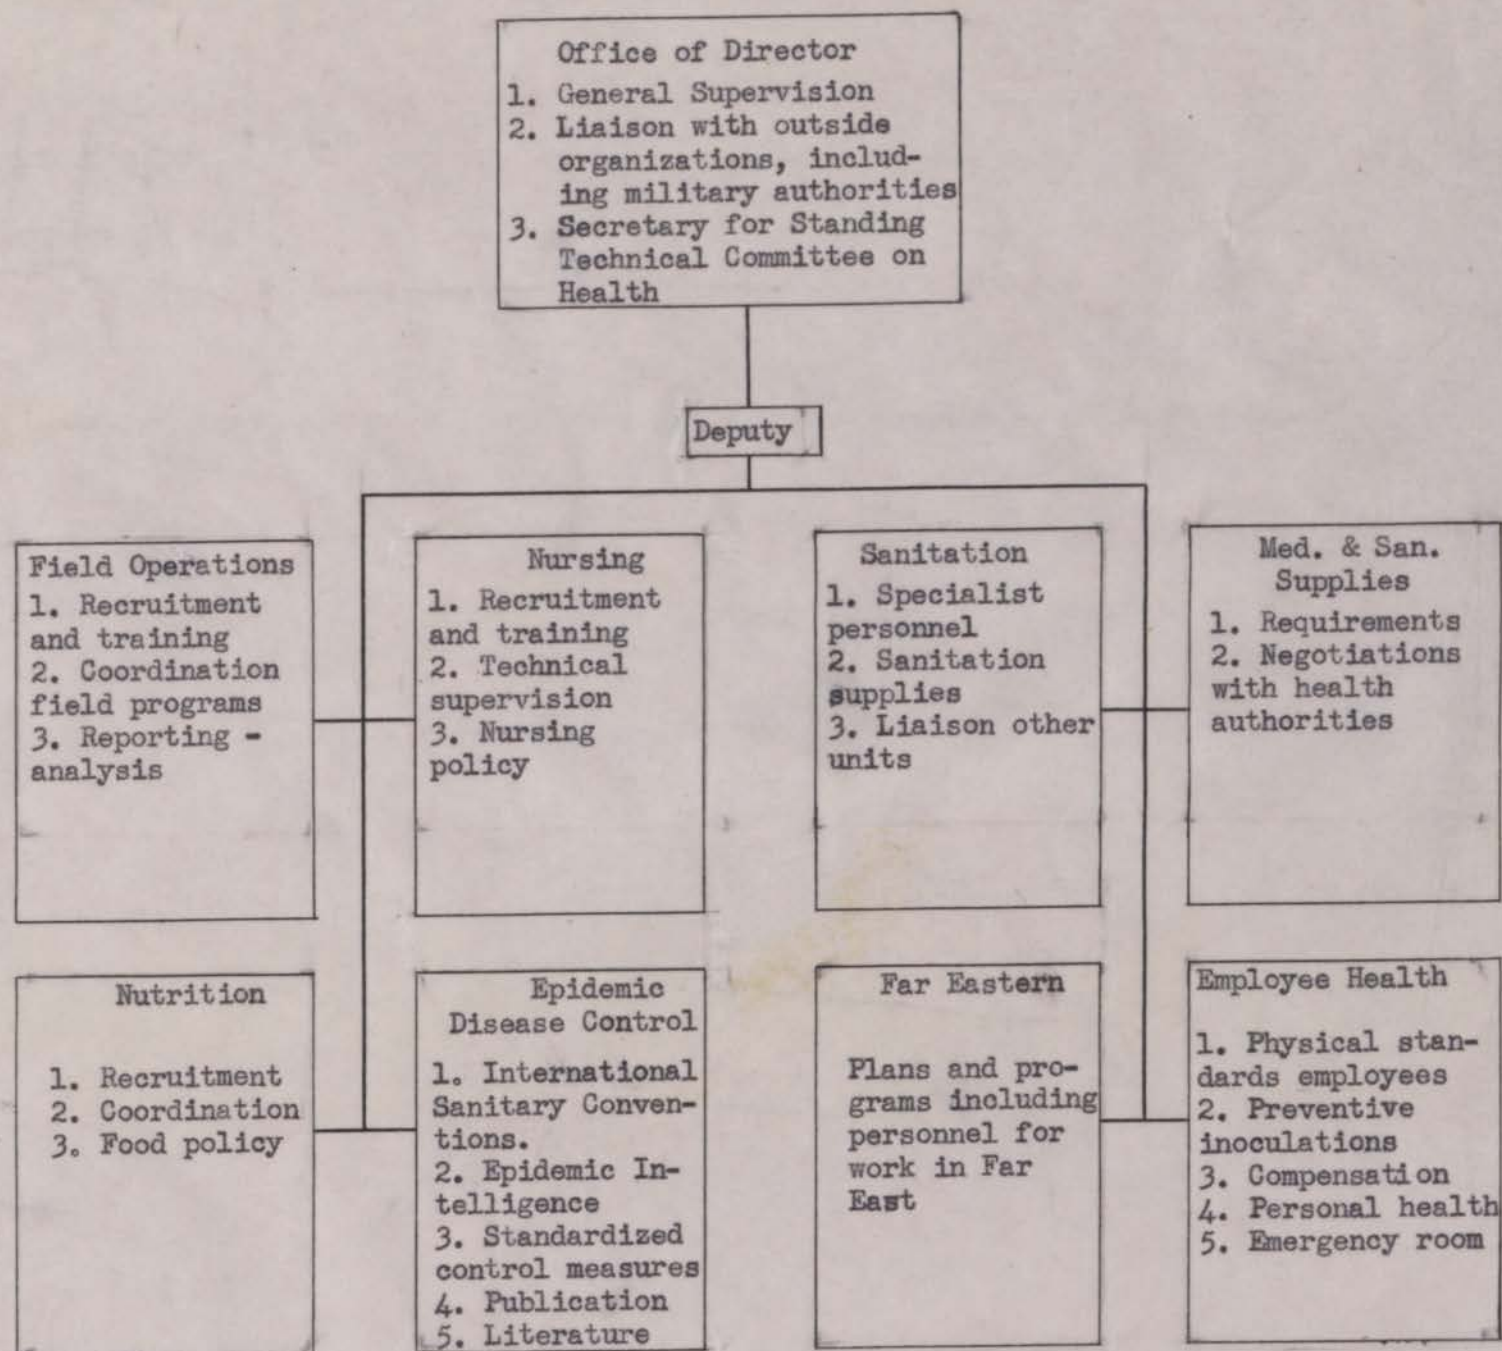 Office of Director
1. General Supervision
2. Liaison with outside
organizations, includ-
ing military authorities
3. Secretary for Standing
Technical Committee on
Health
Deputy
Field Operations
1. Recruitment
and training
2. Coordination
field programs
3. Reporting -
analysis
Nursing
1. Recruitment
and training
2. Technical
supervision
3. Nursing
policy
Sanitation
1. Specialist
personnel
2. Sanitation
supplies
3. Liaison other
units
Med. & San.
Supplies
1. Requirements
2. Negotiations
with health
authorities
Nutrition
1. Recruitment
2. Coordination
3. Food policy
Epidemic
Disease Control
1. International
Sanitary Conven-
tions.
2. Epidemic In-
telligence
3. Standardized
control measures
4. Publication
5. Literature
Far Eastern
Plans and pro-
grams including
personnel for
work in Far
East
Employee Health
1. Physical stan-
dards employees
2. Preventive
inoculations
3. Compensation
4. Personal health
5. Emergency room